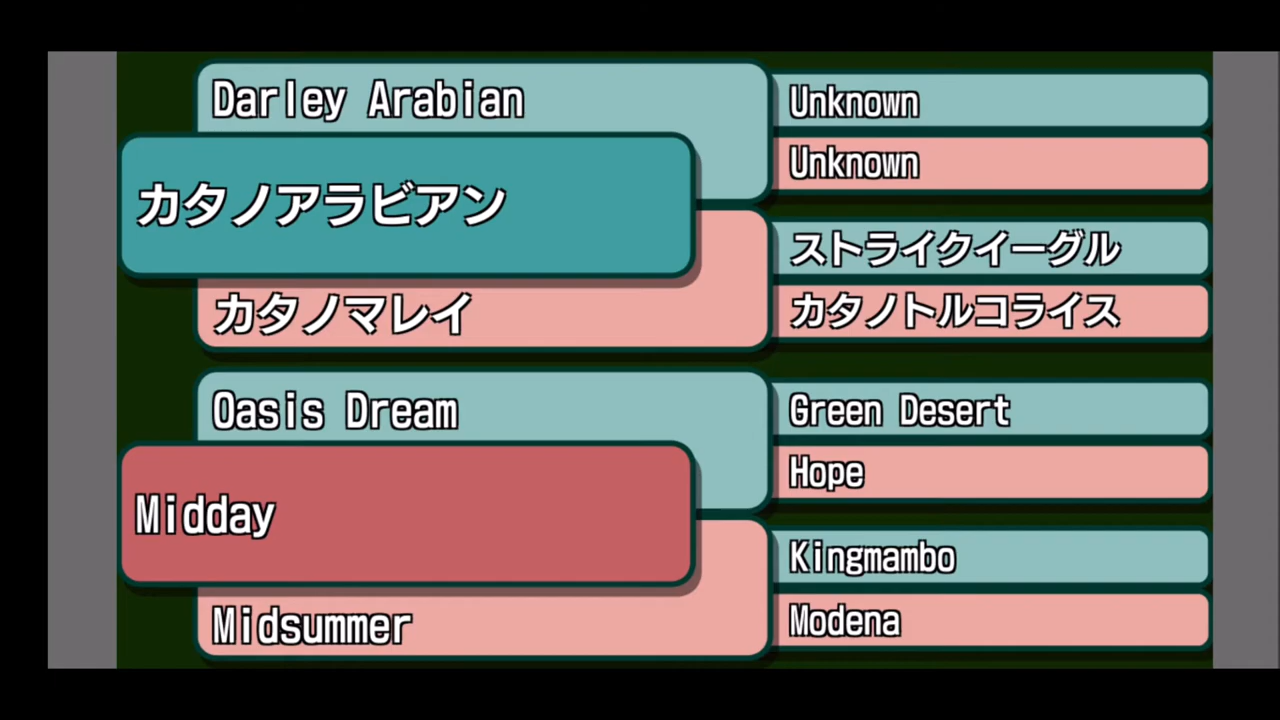 Darley Arabian
Unknown
Unknown
カタノアラビアン
ストライクイーグル
カタノマレイ
カタノトルコライス
Oasis Dream
Green Desert
Hope
Midday
Kingmambo
Midsummer
Modena